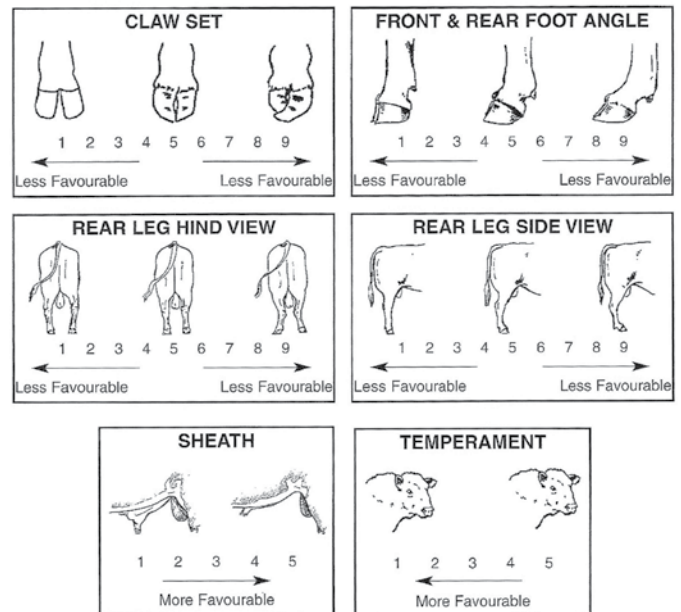 CLAW SET
1 2 3 4 5 6 7 8 9
Less Favourable Less Favourable
FRONT & REAR FOOT ANGLE
1 2 3 4 5 6 7 8 9
Less Favourable Less Favourable
REAR LEG HIND VIEW
1 2 3 4 5 6 7 8 9
Less Favourable Less Favourable
REAR LEG SIDE VIEW
1 2 3 4 5 6 7 8 9
Less Favourable Less Favourable
SHEATH
1 2 3 4 5
More Favourable
TEMPERAMENT
1 2 3 4 5
More Favourable